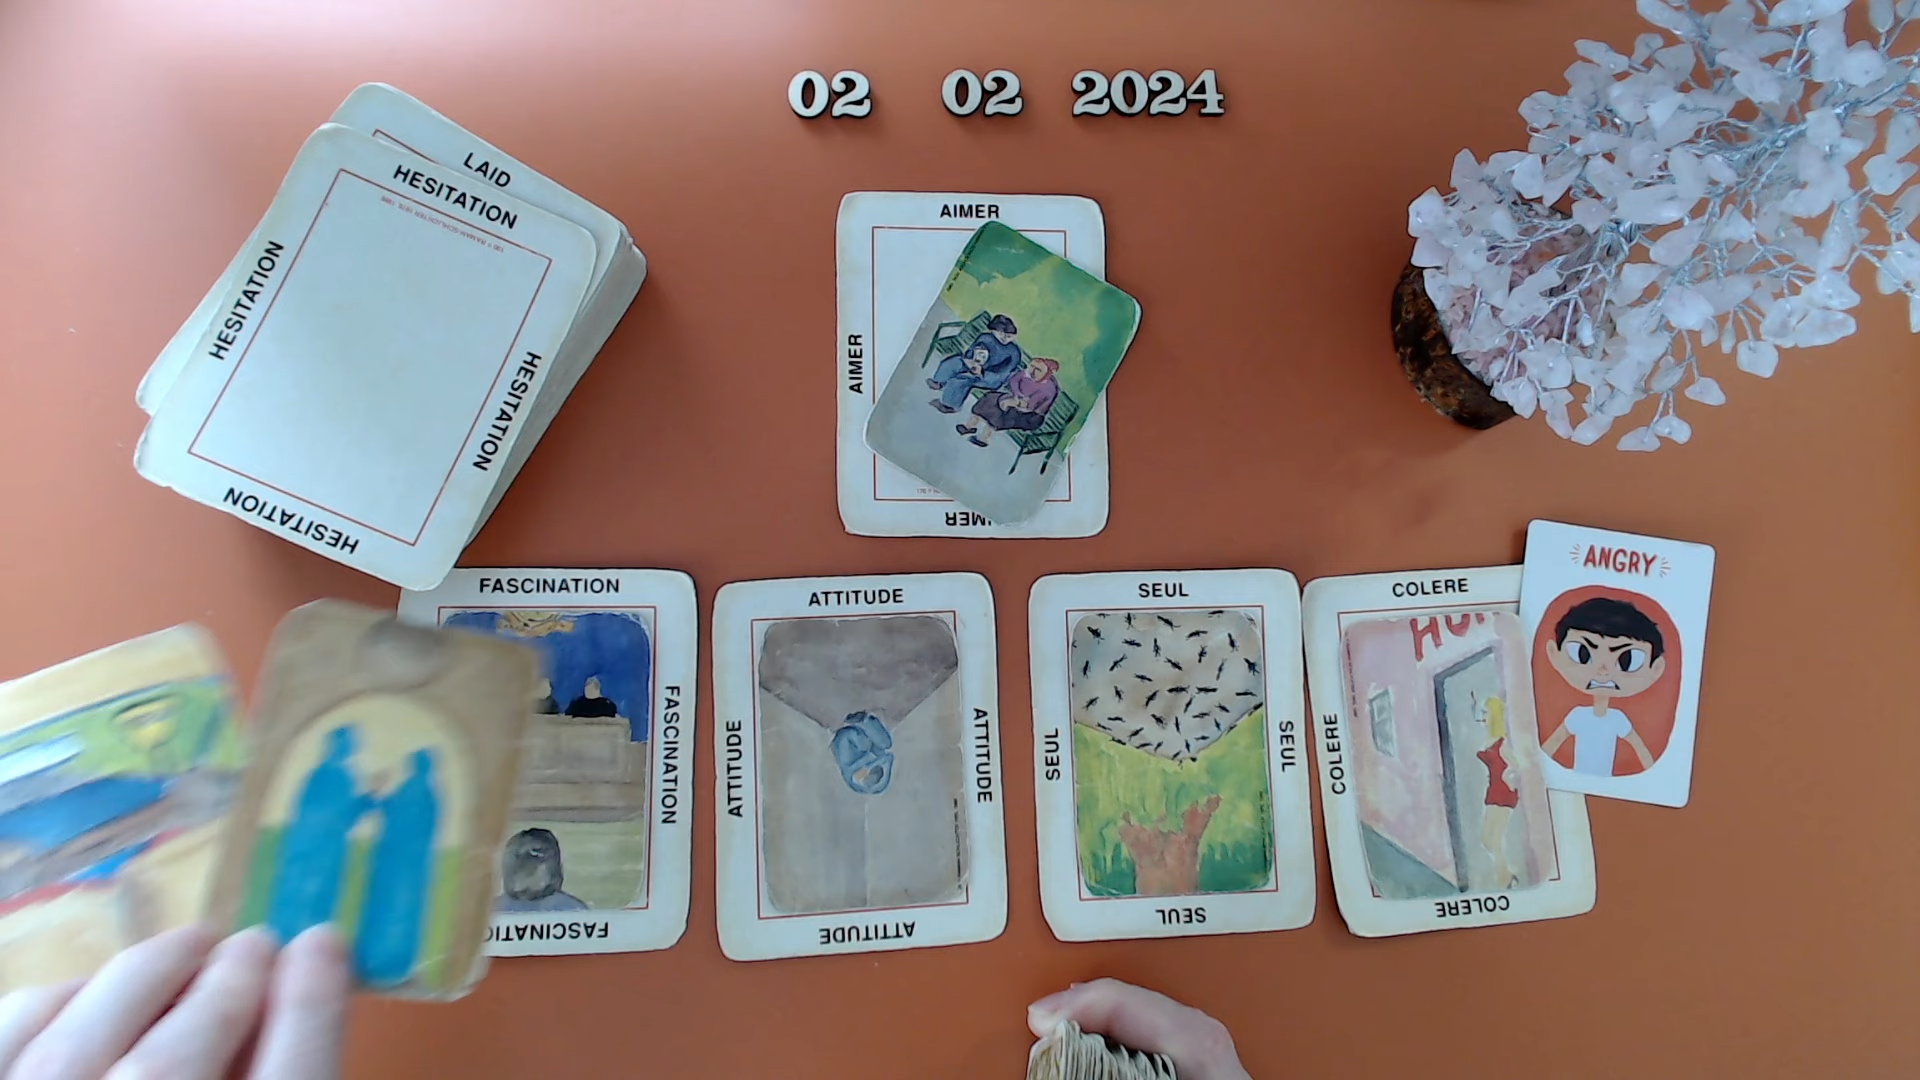 02 02 2024
LAID
HESITATION
HESITATION
HESITATION
HESITATION
AIMER
AIMER
FASCINATION
FASCINATION
ATTITUDE
ATTITUDE
ATTITUDE
ATTITUDE
SEUL
SEUL
SEUL
SEUL
COLERE
COLERE
COLERE
ANGRY